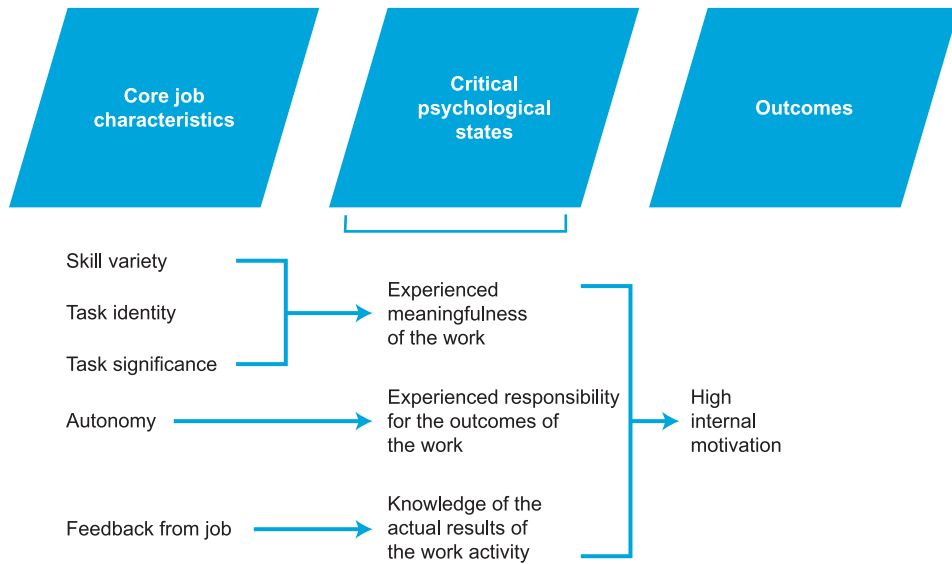 Core job
characteristics
Critical
psychological
states
Outcomes
Skill variety
Task identity
Task significance
Autonomy
Feedback from job
Experienced
meaningfulness
of the work
Experienced responsibility
for the outcomes of
the work
Knowledge of the
actual results of
the work activity
High
internal
motivation